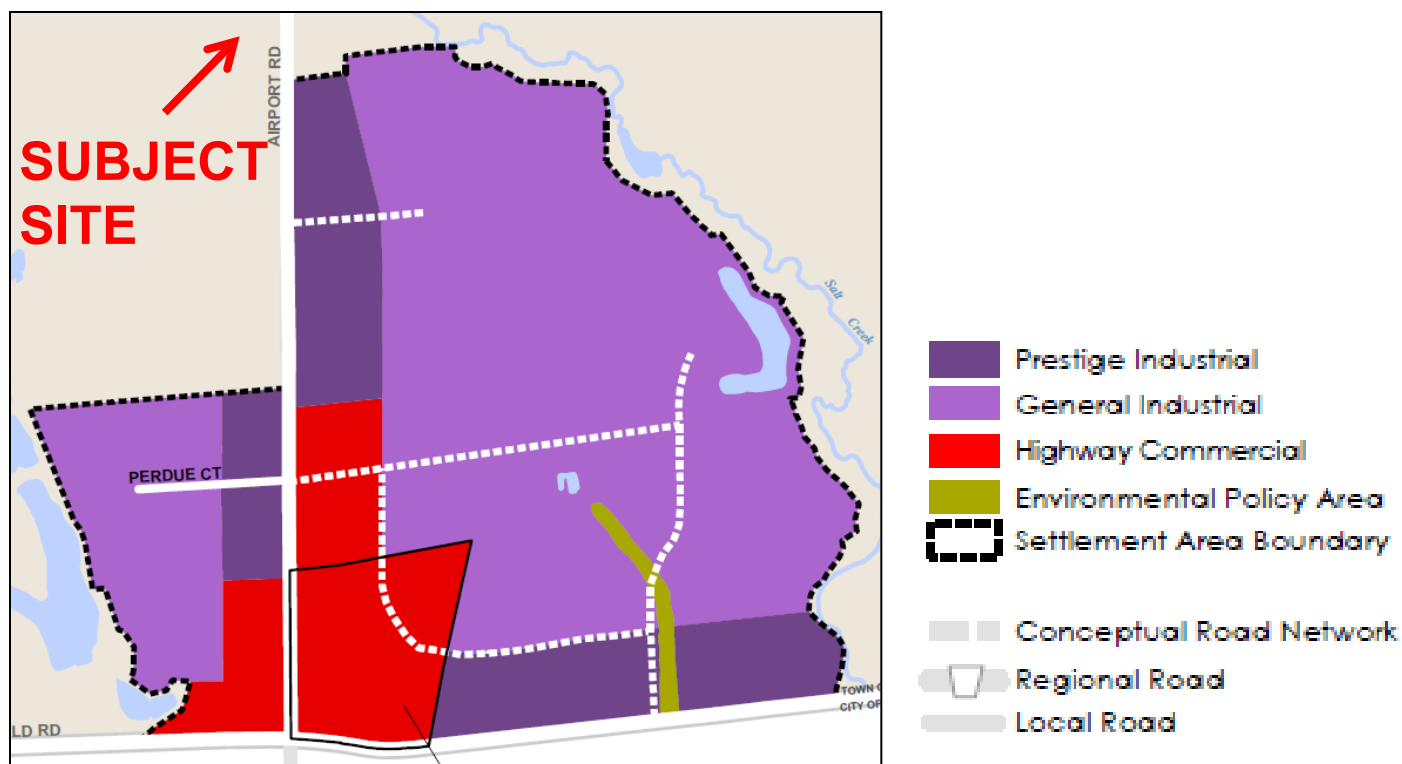 AIRPORT RD
SUBJECT
SITE
Salt
Creek
PERDUE CT
LD RD
TOWN O
CITY OF
Prestige Industrial
General Industrial
Highway Commercial
Environmental Policy Area
Settlement Area Boundary
Conceptual Road Network
Regional Road
Local Road